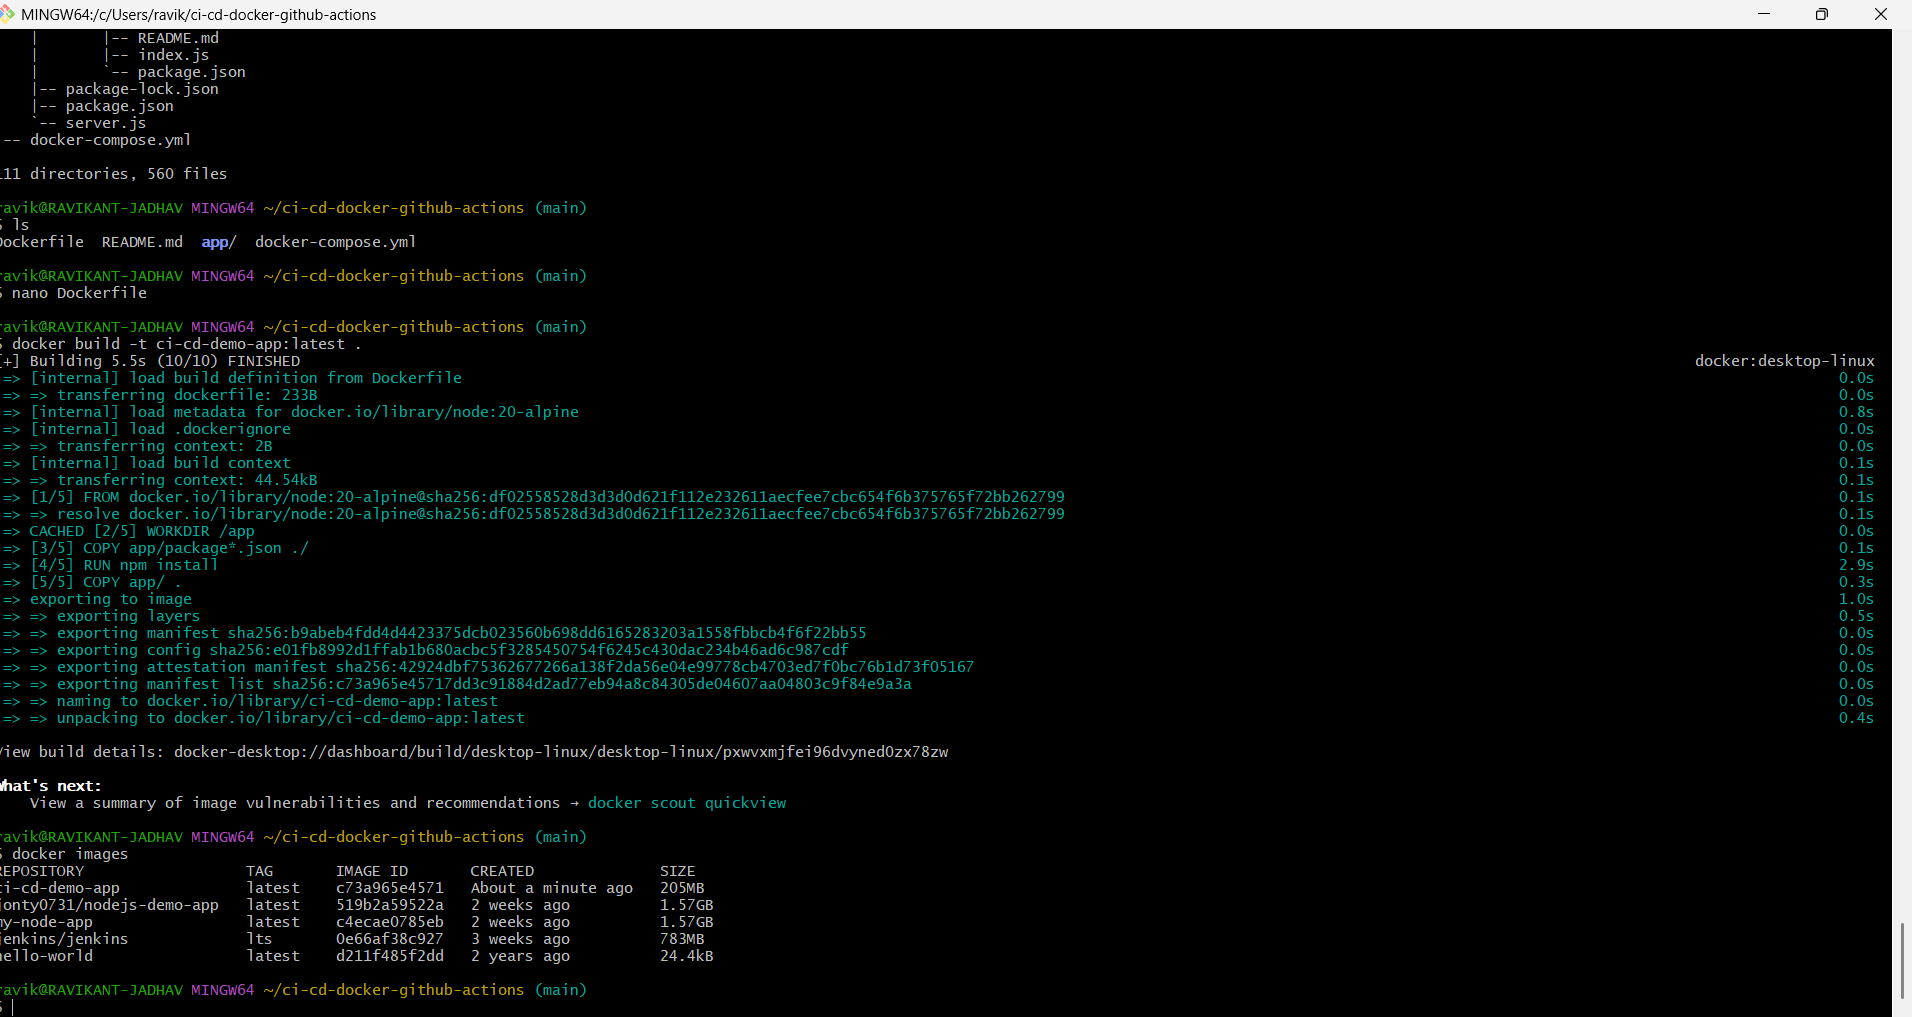 MINGW64:/c/Users/ravik/ci-cd-docker-github-actions
|       |-- README.md
|       |-- index.js
|       `-- package.json
|-- package-lock.json
|-- package.json
`-- server.js
-- docker-compose.yml
11 directories, 560 files
avik@RAVIKANT-JADHAV MINGW64 ~/ci-cd-docker-github-actions (main)
$ ls
Dockerfile  README.md  app/  docker-compose.yml
avik@RAVIKANT-JADHAV MINGW64 ~/ci-cd-docker-github-actions (main)
$ nano Dockerfile
avik@RAVIKANT-JADHAV MINGW64 ~/ci-cd-docker-github-actions (main)
$ docker build -t ci-cd-demo-app:latest .
[+] Building 5.5s (10/10) FINISHED docker:desktop-linux
=> [internal] load build definition from Dockerfile 0.0s
=> => transferring dockerfile: 233B 0.0s
=> [internal] load metadata for docker.io/library/node:20-alpine 0.8s
=> [internal] load .dockerignore 0.0s
=> => transferring context: 2B 0.0s
=> [internal] load build context 0.1s
=> => transferring context: 44.54kB 0.1s
=> [1/5] FROM docker.io/library/node:20-alpine@sha256:df02558528d3d3d0d621f112e232611aecfee7cbc654f6b375765f72bb262799 0.1s
=> => resolve docker.io/library/node:20-alpine@sha256:df02558528d3d3d0d621f112e232611aecfee7cbc654f6b375765f72bb262799 0.1s
=> CACHED [2/5] WORKDIR /app 0.0s
=> [3/5] COPY app/package*.json ./ 0.1s
=> [4/5] RUN npm install 2.9s
=> [5/5] COPY app/ . 0.3s
=> exporting to image 1.0s
=> => exporting layers 0.5s
=> => exporting manifest sha256:b9abeb4fdd4d4423375dcb023560b698dd6165283203a1558fbbcb4f6f22bb55 0.0s
=> => exporting config sha256:e01fb8992d1ffab1b680acbc5f3285450754f6245c430dac234b46ad6c987cdf 0.0s
=> => exporting attestation manifest sha256:42924dbf75362677266a138f2da56e04e99778cb4703ed7f0bc76b1d73f05167 0.0s
=> => exporting manifest list sha256:c73a965e45717dd3c91884d2ad77eb94a8c84305de04607aa04803c9f84e9a3a 0.0s
=> => naming to docker.io/library/ci-cd-demo-app:latest 0.0s
=> => unpacking to docker.io/library/ci-cd-demo-app:latest 0.4s
View build details: docker-desktop://dashboard/build/desktop-linux/desktop-linux/pxwvxmjfei96dvyned0zx78zw
What's next:
View a summary of image vulnerabilities and recommendations → docker scout quickview
avik@RAVIKANT-JADHAV MINGW64 ~/ci-cd-docker-github-actions (main)
$ docker images
REPOSITORY TAG IMAGE ID CREATED SIZE
ci-cd-demo-app latest c73a965e4571 About a minute ago 205MB
jonty0731/nodejs-demo-app latest 519b2a59522a 2 weeks ago 1.57GB
my-node-app latest c4ecae0785eb 2 weeks ago 1.57GB
jenkins/jenkins lts 0e66af38c927 3 weeks ago 783MB
hello-world latest d211f485f2dd 2 years ago 24.4kB
avik@RAVIKANT-JADHAV MINGW64 ~/ci-cd-docker-github-actions (main)
$